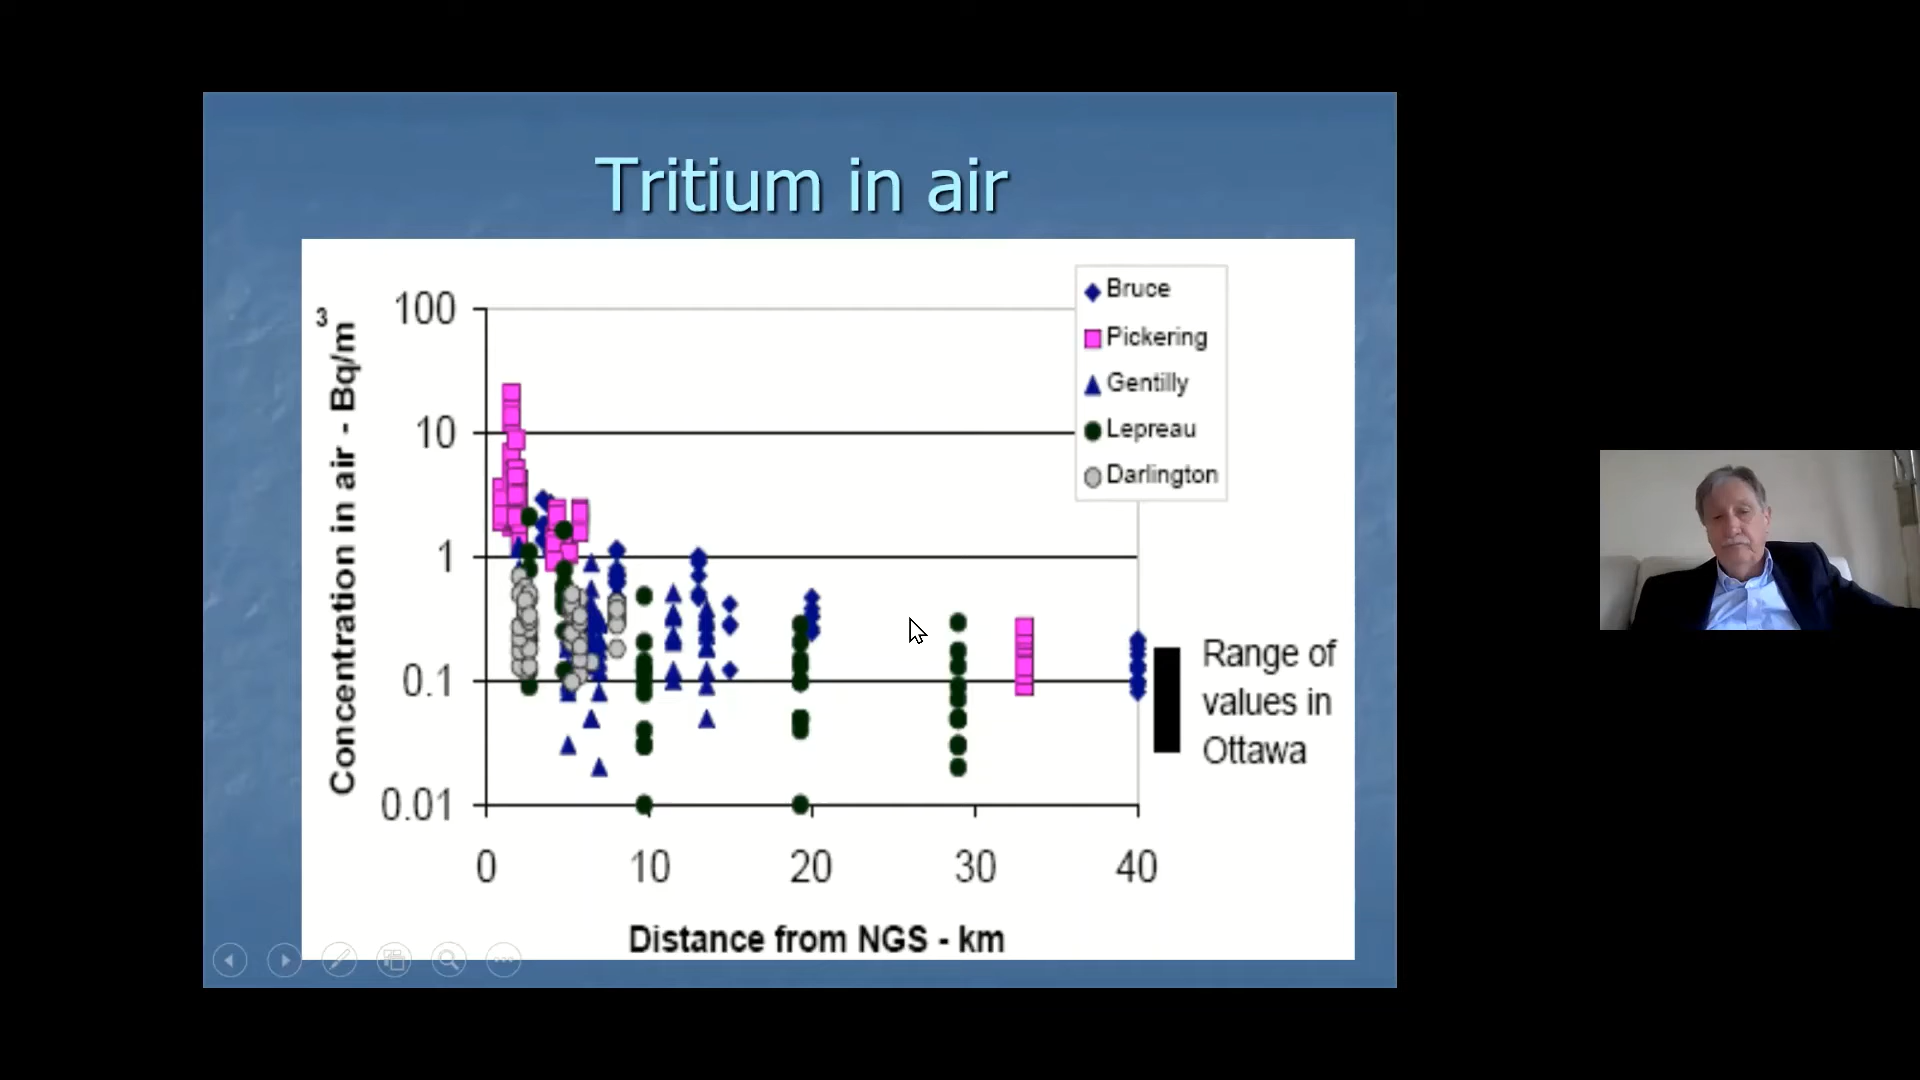 Tritium in air
Concentration in air - Bq/m
3
100
10
1
0.1
0.01
0
10
20
30
40
Distance from NGS - km
Bruce
Pickering
Gentilly
Lepreau
Darlington
Range of
values in
Ottawa